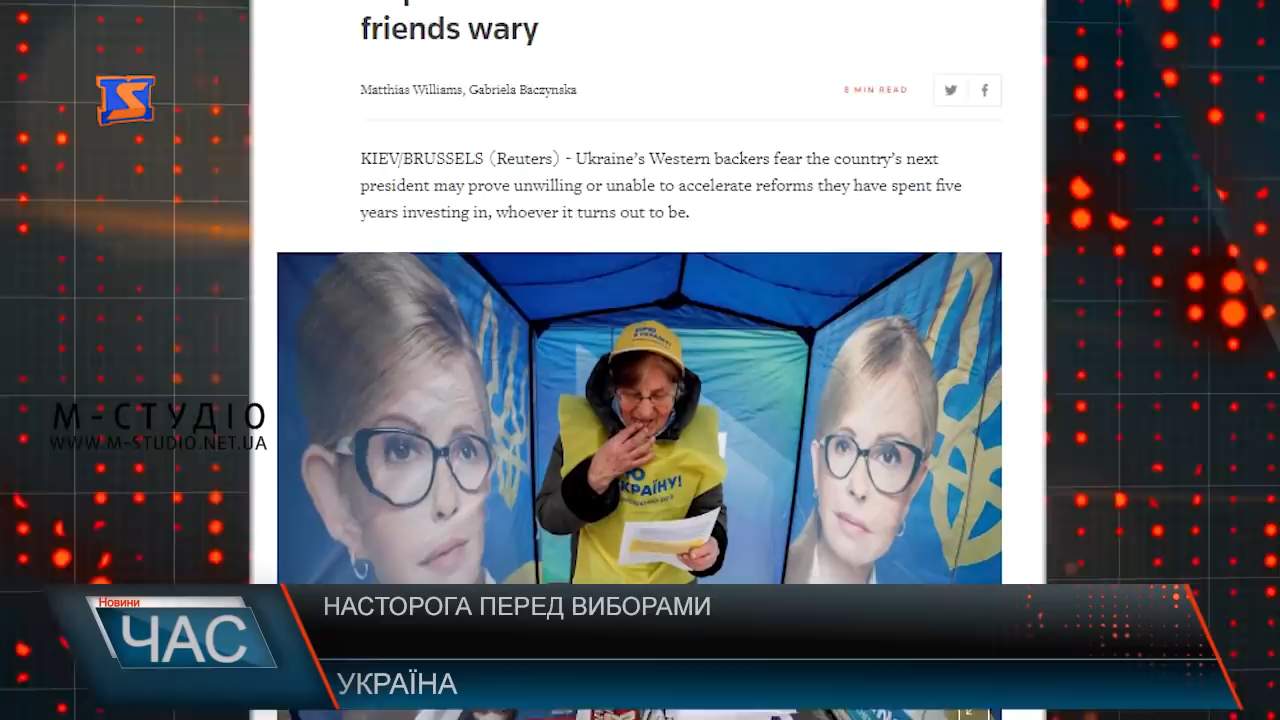 friends wary
Matthias Williams, Gabriela Baczynska
8 MIN READ
KIEV/BRUSSELS (Reuters) - Ukraine's Western backers fear the country's next
president may prove unwilling or unable to accelerate reforms they have spent five
years investing in, whoever it turns out to be.
М-СТУДІО
WWW.M-STUDIO.NET.UA
КРАЇНУ!
Новини
ЧАС
НАСТОРОГА ПЕРЕД ВИБОРАМИ
УКРАЇНА